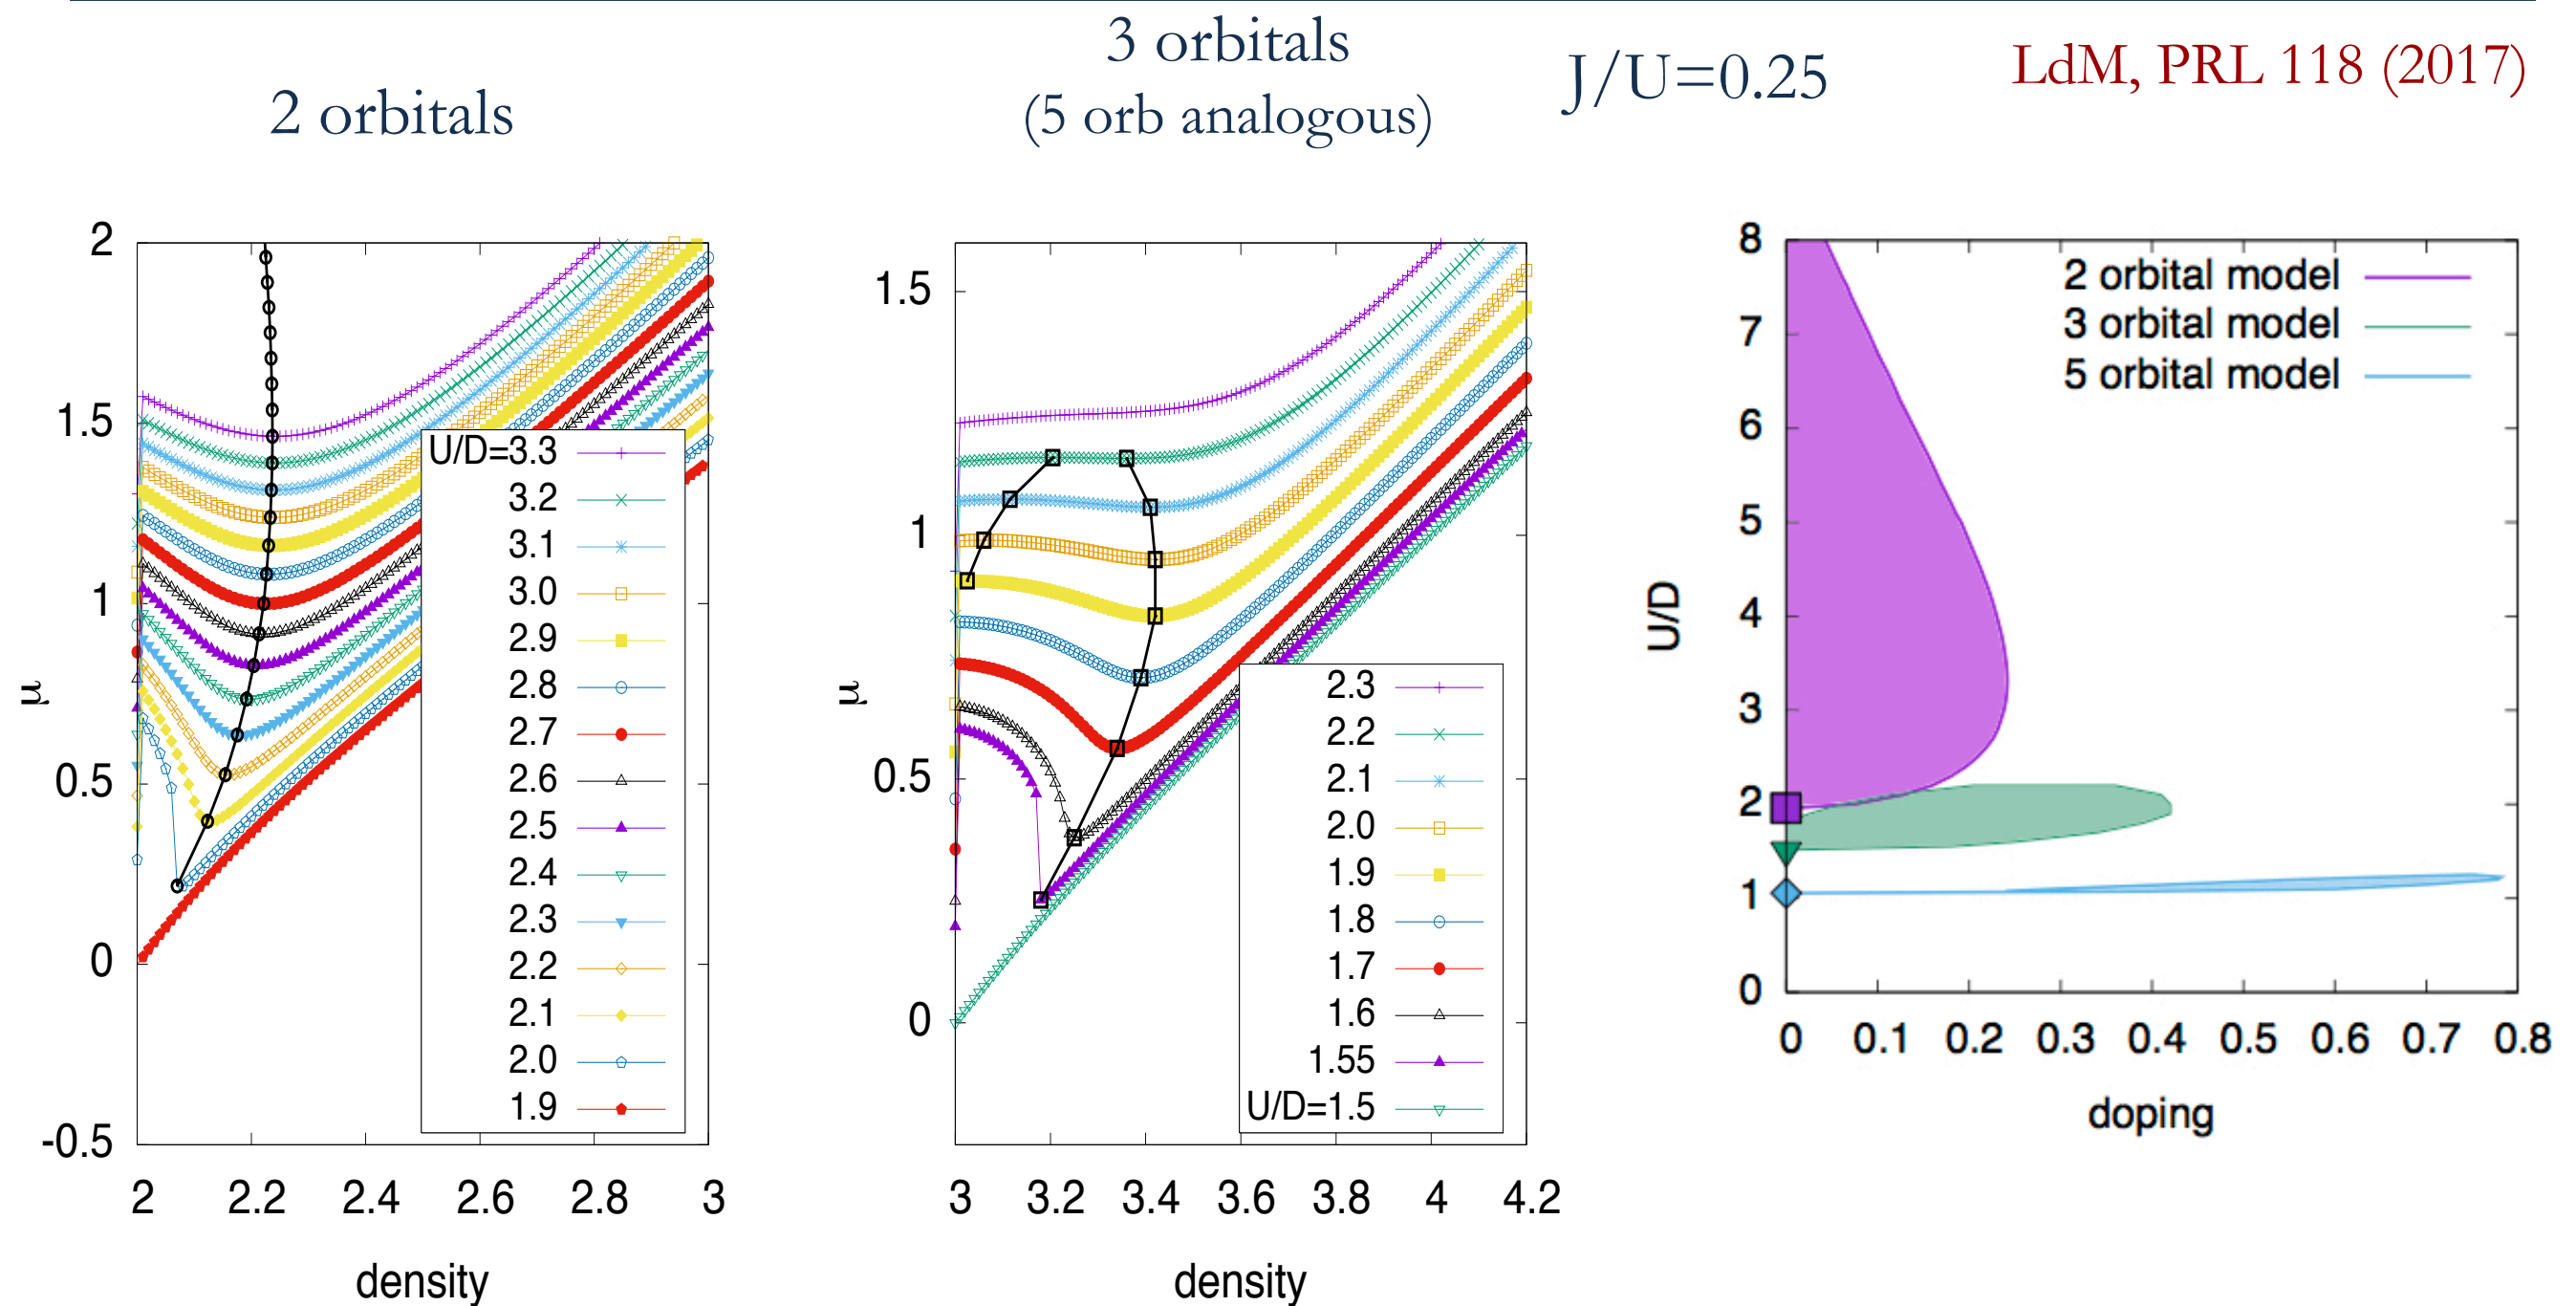 3 orbitals
(5 orb analogous)
2 orbitals
J/U=0.25
LdM, PRL 118 (2017)
2
1.5
1
0.5
0
-0.5
μ
2 2.2 2.4 2.6 2.8 3
density
U/D=3.3
3.2
3.1
3.0
2.9
2.8
2.7
2.6
2.5
2.4
2.3
2.2
2.1
2.0
1.9
1.5
1
0.5
0
μ
3 3.2 3.4 3.6 3.8 4 4.2
density
2.3
2.2
2.1
2.0
1.9
1.8
1.7
1.6
1.55
U/D=1.5
8
7
6
5
4
3
2
1
0
U/D
2 orbital model
3 orbital model
5 orbital model
0 0.1 0.2 0.3 0.4 0.5 0.6 0.7 0.8
doping